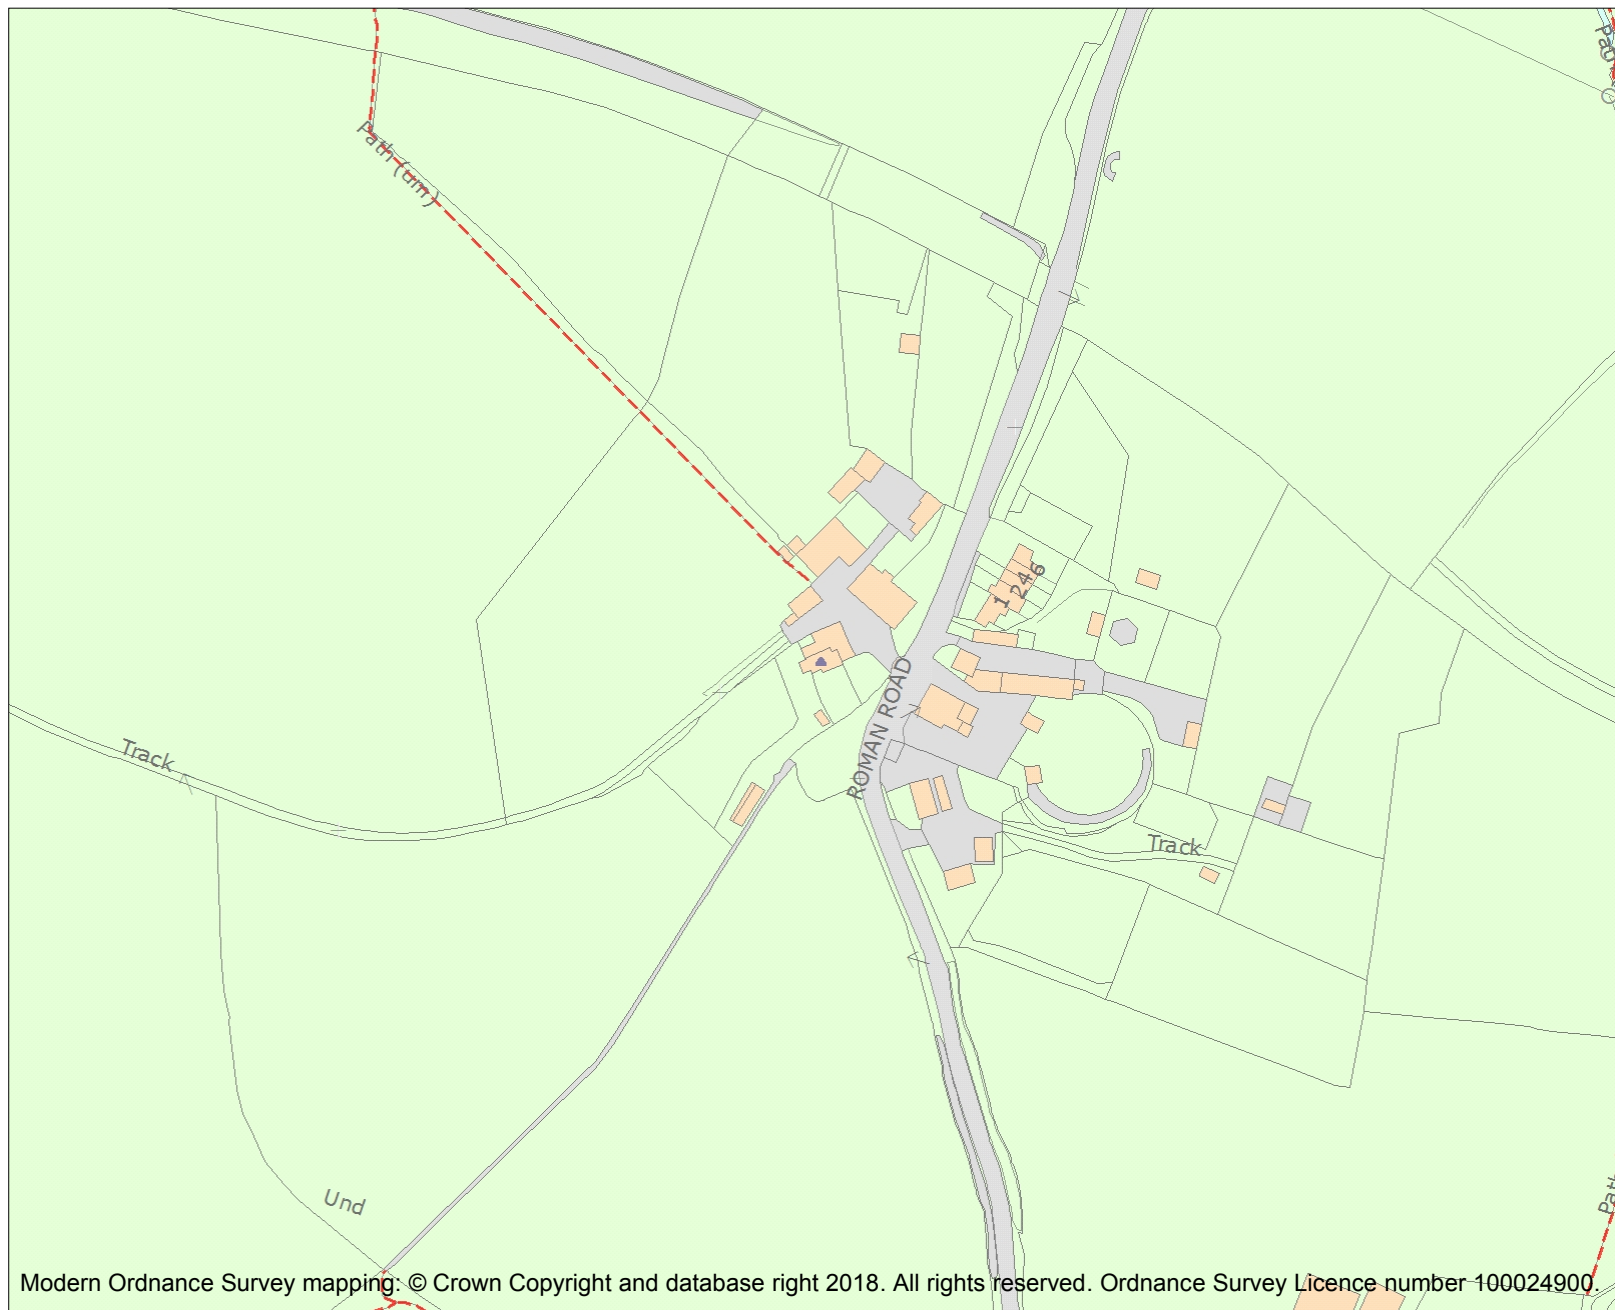 Path (um)
ROMAN ROAD
1
2
4
6
Track
Track
Und
Path
Modern Ordnance Survey mapping: © Crown Copyright and database right 2018. All rights reserved. Ordnance Survey Licence number 100024900.